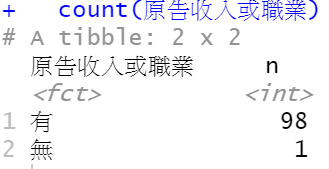 +   count(原告收入或職業)
# A tibble: 2 x 2
原告收入或職業     n
<fct>          <int>
1 有                98
2 無                 1